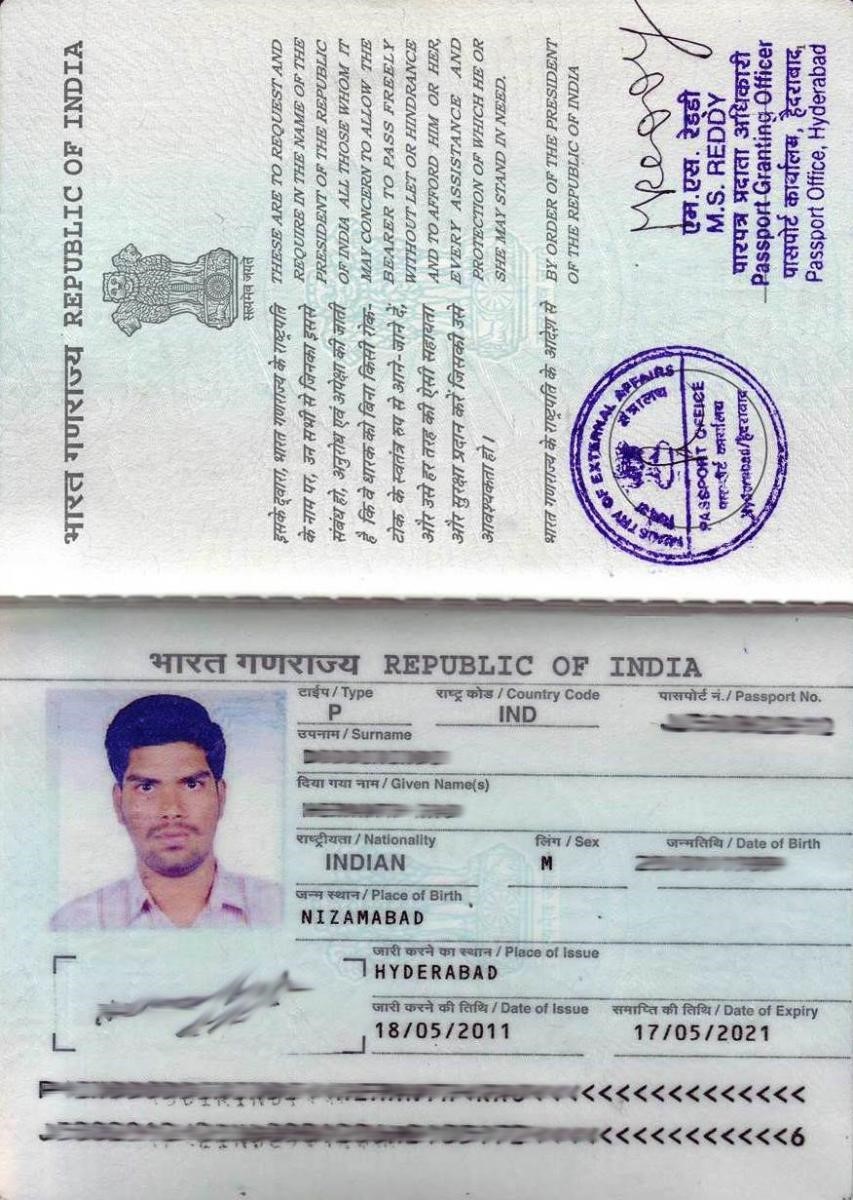 भारत गणराज्य REPUBLIC OF INDIA
सत्यमेव जयते
इसके द्वारा, भारत गणराज्य के राष्ट्रपति
के नाम पर, उन सभी से जिनका इससे
संबंध हो, अनुरोध एवं अपेक्षा की जाती
है कि वे धारक को बिना किसी रोक-
टोक के स्वतंत्र रूप से आने-जाने दें,
और उसे हर तरह की ऐसी सहायता
और सुरक्षा प्रदान करें जिसकी उसे
आवश्यकता हो।
THESE ARE TO REQUEST AND
REQUIRE IN THE NAME OF THE
PRESIDENT OF THE REPUBLIC
OF INDIA ALL THOSE WHOM IT
MAY CONCERN TO ALLOW THE
BEARER TO PASS FREELY
WITHOUT LET OR HINDRANCE
AND TO AFFORD HIM OR HER,
EVERY ASSISTANCE AND
PROTECTION OF WHICH HE OR
SHE MAY STAND IN NEED.
भारत गणराज्य के राष्ट्रपति के आदेश से
BY ORDER OF THE PRESIDENT
OF THE REPUBLIC OF INDIA
MINISTRY OF EXTERNAL AFFAIRS
विदेश मंत्रालय
PASSPORT OFFICE
पासपोर्ट कार्यालय
Hyderabad/हैदराबाद
एम.एस. रेड्डी
M.S. REDDY
पारपत्र प्रदाता अधिकारी
Passport Granting Officer
पासपोर्ट कार्यालय, हैदराबाद,
Passport Office, Hyderabad
भारत गणराज्य REPUBLIC OF INDIA
टाईप / Type राष्ट्र कोड / Country Code पासपोर्ट नं. / Passport No.
P IND
उपनाम / Surname
दिया गया नाम / Given Name(s)
राष्ट्रीयता / Nationality लिंग / Sex जन्मतिथि / Date of Birth
INDIAN M
जन्म स्थान / Place of Birth
NIZAMABAD
जारी करने का स्थान / Place of Issue
HYDERABAD
जारी करने की तिथि / Date of Issue समाप्ति की तिथि / Date of Expiry
18/05/2011 17/05/2021
<<<<<<<<<<<<<
<<<<<<<<<<<<6